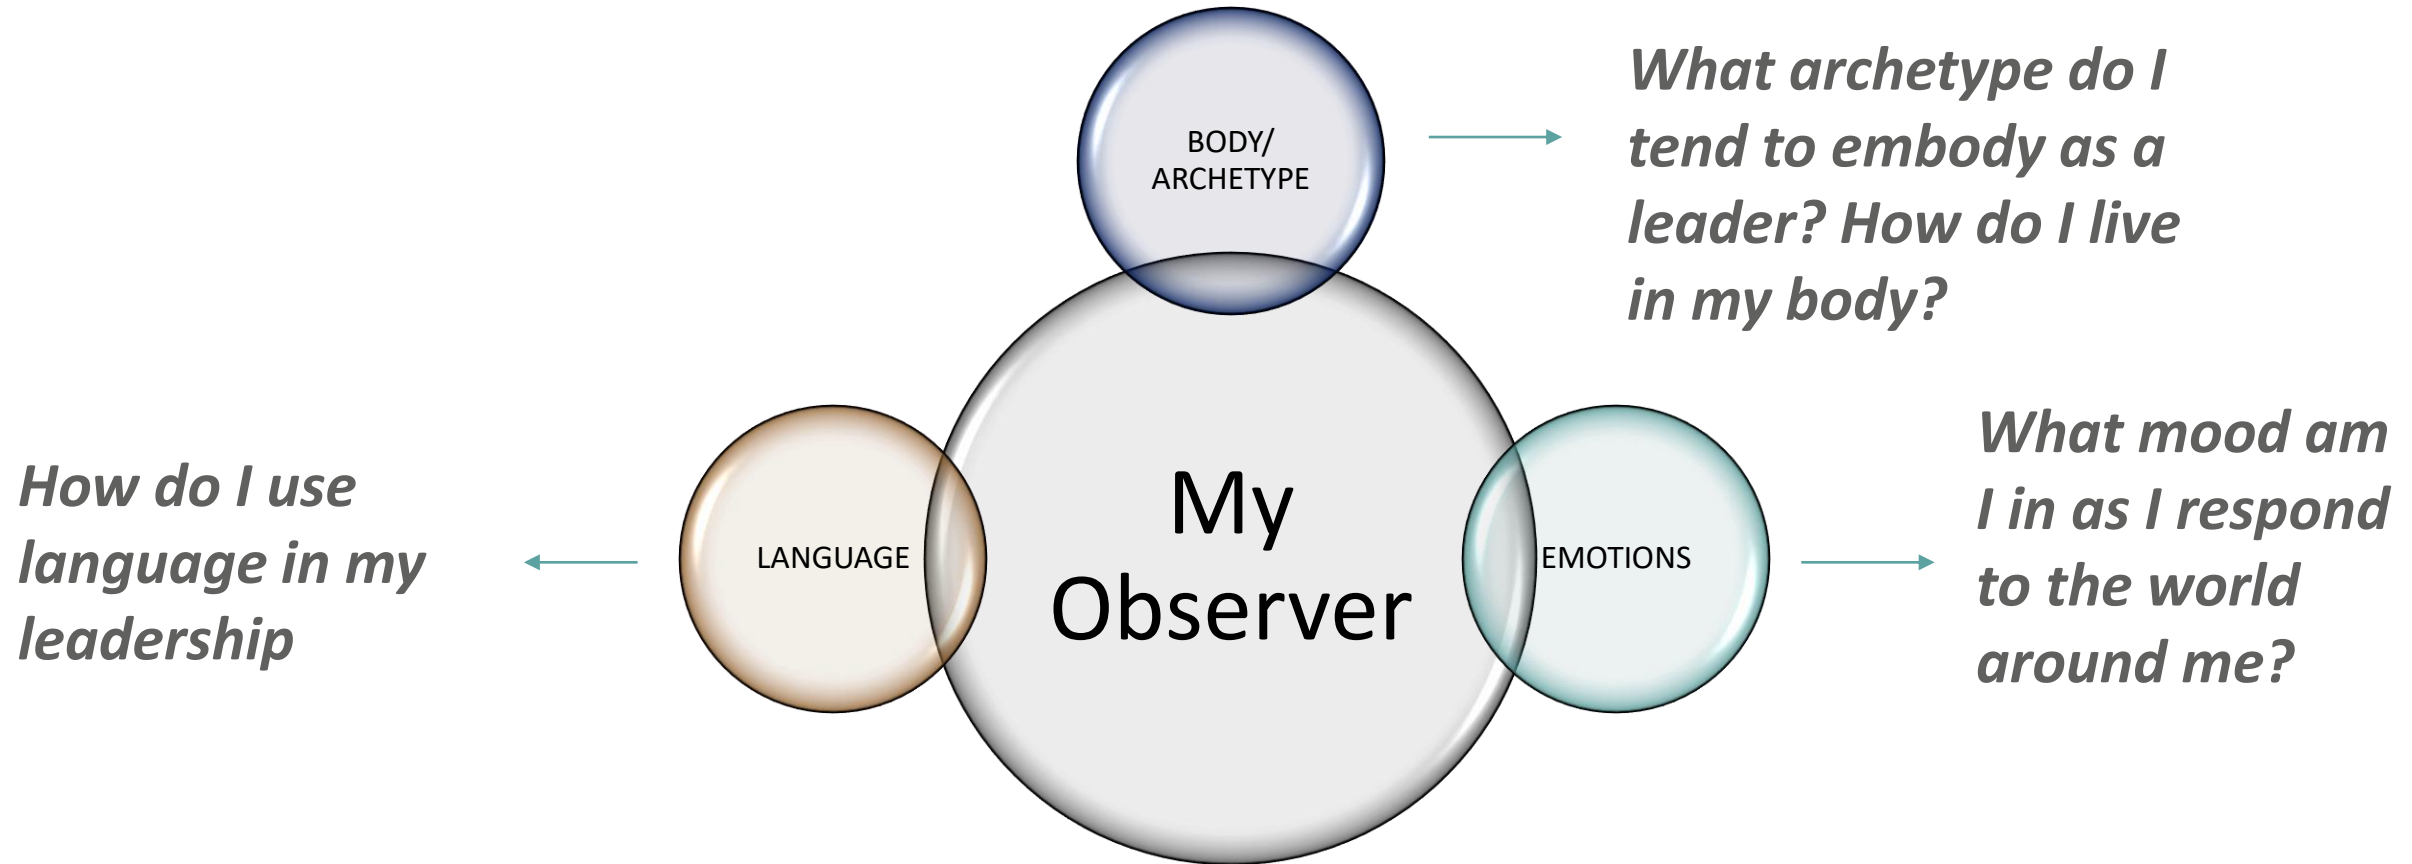 BODY/
ARCHETYPE
What archetype do I
tend to embody as a
leader? How do I live
in my body?
How do I use
language in my
leadership
LANGUAGE
My
Observer
EMOTIONS
What mood am
I in as I respond
to the world
around me?